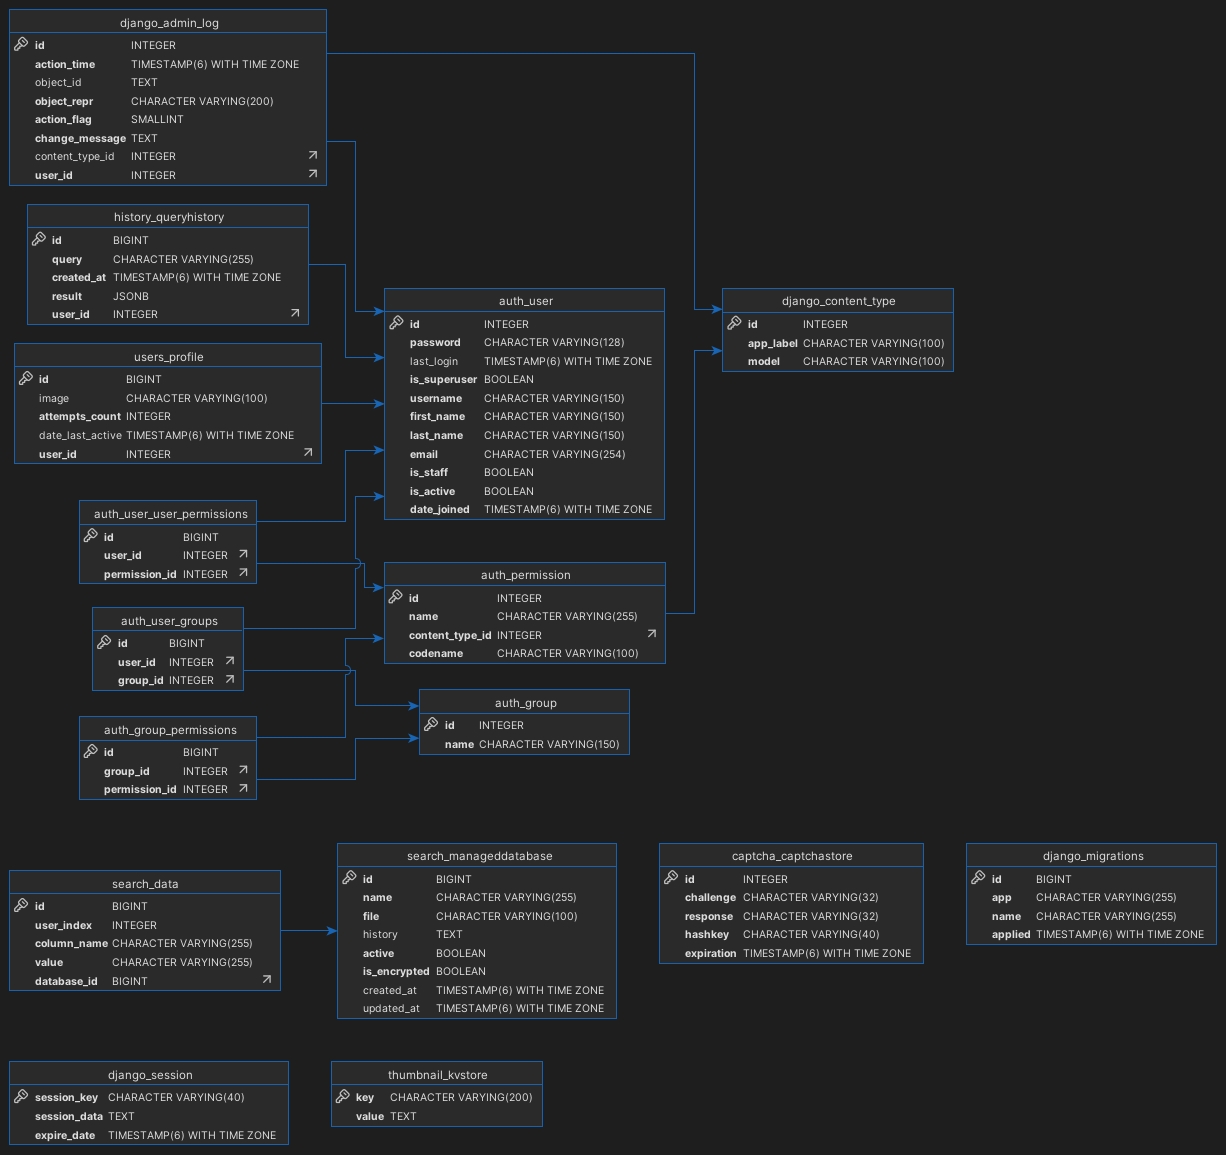 django_admin_log
id INTEGER
action_time TIMESTAMP(6) WITH TIME ZONE
object_id TEXT
object_repr CHARACTER VARYING(200)
action_flag SMALLINT
change_message TEXT
content_type_id INTEGER
user_id INTEGER
history_queryhistory
id BIGINT
query CHARACTER VARYING(255)
created_at TIMESTAMP(6) WITH TIME ZONE
result JSONB
user_id INTEGER
users_profile
id BIGINT
image CHARACTER VARYING(100)
attempts_count INTEGER
date_last_active TIMESTAMP(6) WITH TIME ZONE
user_id INTEGER
auth_user_user_permissions
id BIGINT
user_id INTEGER
permission_id INTEGER
auth_user_groups
id BIGINT
user_id INTEGER
group_id INTEGER
auth_group_permissions
id BIGINT
group_id INTEGER
permission_id INTEGER
auth_user
id INTEGER
password CHARACTER VARYING(128)
last_login TIMESTAMP(6) WITH TIME ZONE
is_superuser BOOLEAN
username CHARACTER VARYING(150)
first_name CHARACTER VARYING(150)
last_name CHARACTER VARYING(150)
email CHARACTER VARYING(254)
is_staff BOOLEAN
is_active BOOLEAN
date_joined TIMESTAMP(6) WITH TIME ZONE
auth_permission
id INTEGER
name CHARACTER VARYING(255)
content_type_id INTEGER
codename CHARACTER VARYING(100)
auth_group
id INTEGER
name CHARACTER VARYING(150)
django_content_type
id INTEGER
app_label CHARACTER VARYING(100)
model CHARACTER VARYING(100)
search_data
id BIGINT
user_index INTEGER
column_name CHARACTER VARYING(255)
value CHARACTER VARYING(255)
database_id BIGINT
search_manageddatabase
id BIGINT
name CHARACTER VARYING(255)
file CHARACTER VARYING(100)
history TEXT
active BOOLEAN
is_encrypted BOOLEAN
created_at TIMESTAMP(6) WITH TIME ZONE
updated_at TIMESTAMP(6) WITH TIME ZONE
captcha_captchastore
id INTEGER
challenge CHARACTER VARYING(32)
response CHARACTER VARYING(32)
hashkey CHARACTER VARYING(40)
expiration TIMESTAMP(6) WITH TIME ZONE
django_migrations
id BIGINT
app CHARACTER VARYING(255)
name CHARACTER VARYING(255)
applied TIMESTAMP(6) WITH TIME ZONE
django_session
session_key CHARACTER VARYING(40)
session_data TEXT
expire_date TIMESTAMP(6) WITH TIME ZONE
thumbnail_kvstore
key CHARACTER VARYING(200)
value TEXT